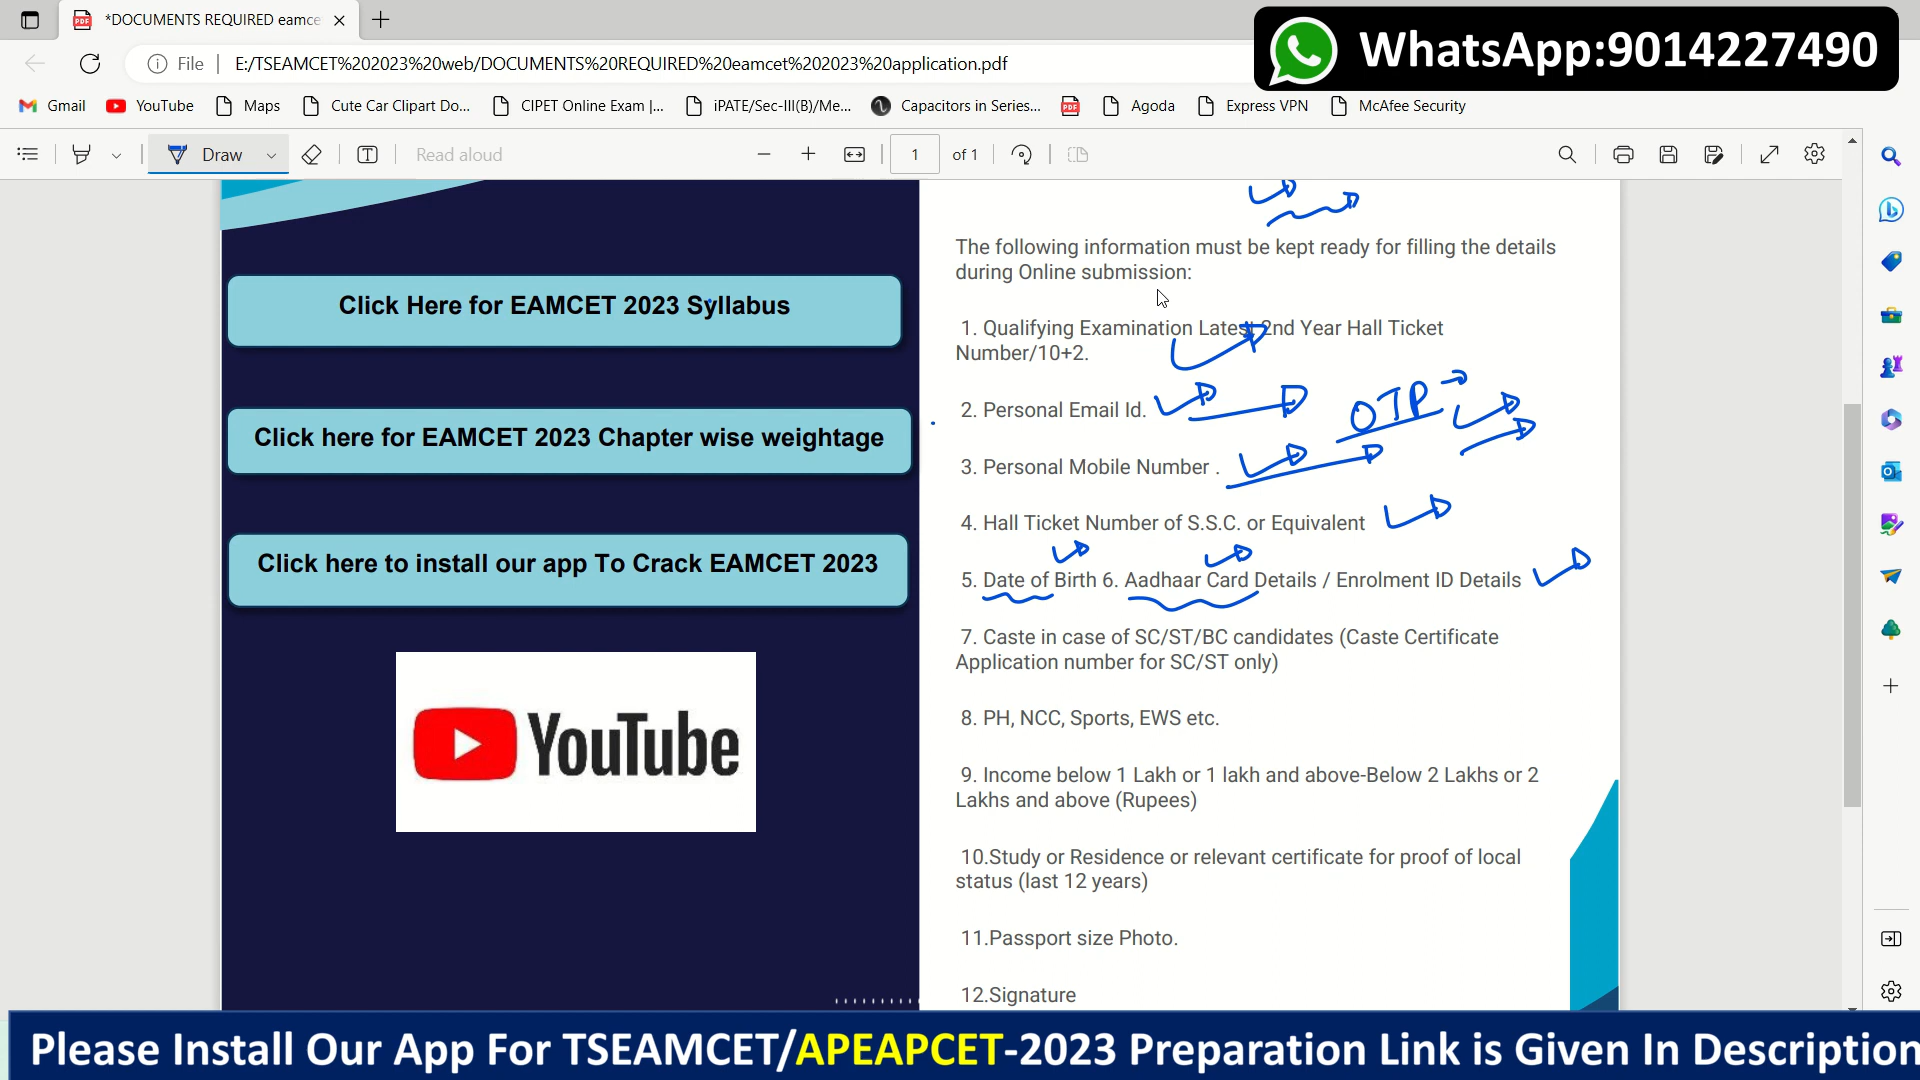 *DOCUMENTS REQUIRED eamce
WhatsApp:9014227490
File
E:/TSEAMCET%202023%20web/DOCUMENTS%20REQUIRED%20eamcet%202023%20application.pdf
Gmail
YouTube
Maps
Cute Car Clipart Do...
CIPET Online Exam |...
iPATE/Sec-III(B)/Me...
PDF
Agoda
Express VPN
McAfee Security
Draw
Read aloud
1
of 1
Click Here for EAMCET 2023 Syllabus
Click here for EAMCET 2023 Chapter wise weightage
Click here to install our app To Crack EAMCET 2023
YouTube
The following information must be kept ready for filling the details
during Online submission:
1. Qualifying Examination Latest 2nd Year Hall Ticket
Number/10+2.
2. Personal Email Id.
OTP
3. Personal Mobile Number .
4. Hall Ticket Number of S.S.C. or Equivalent
5. Date of Birth 6. Aadhaar Card Details / Enrolment ID Details
7. Caste in case of SC/ST/BC candidates (Caste Certificate
Application number for SC/ST only)
8. PH, NCC, Sports, EWS etc.
9. Income below 1 Lakh or 1 lakh and above-Below 2 Lakhs or 2
Lakhs and above (Rupees)
10.Study or Residence or relevant certificate for proof of local
status (last 12 years)
11.Passport size Photo.
12.Signature
Please Install Our App For TSEAMCET/APEAPCET-2023 Preparation Link is Given In Description